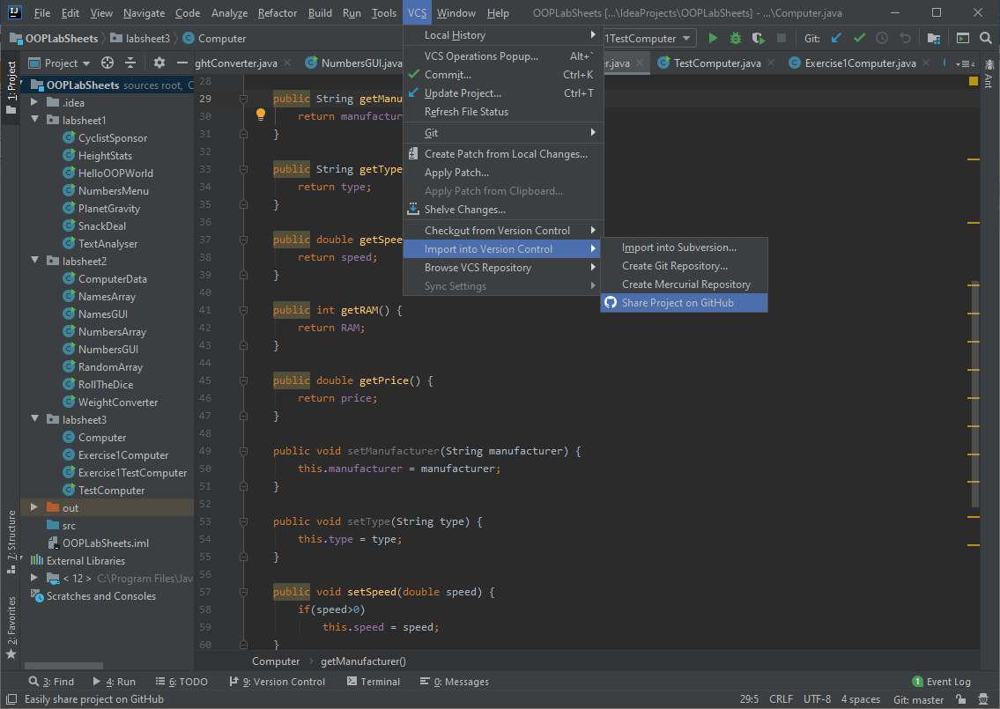 File Edit View Navigate Code Analyze Refactor Build Run Tools VCS Window Help OOPLabSheets [...\IdeaProjects\OOPLabSheets] - ...\Computer.java
OOPLabSheets labsheet3 Computer
1TestComputer Git:
Project
ghtConverter.java NumbersGUI.java er.java TestComputer.java Exercise1Computer.java
4
1: Project
7: Structure
2: Favorites
Ant
OOPLabSheets sources root, C
.idea
labsheet1
CyclistSponsor
HeightStats
HelloOOPWorld
NumbersMenu
PlanetGravity
SnackDeal
TextAnalyser
labsheet2
ComputerData
NamesArray
NamesGUI
NumbersArray
NumbersGUI
RandomArray
RollTheDice
WeightConverter
labsheet3
Computer
Exercise1Computer
Exercise1TestComputer
TestComputer
out
src
OOPLabSheets.iml
External Libraries
< 12 > C:\Program Files\Jav
Scratches and Consoles
Local History
VCS Operations Popup... Alt+`
Commit... Ctrl+K
Update Project... Ctrl+T
Refresh File Status
Git
Create Patch from Local Changes...
Apply Patch...
Apply Patch from Clipboard...
Shelve Changes...
Checkout from Version Control
Import into Version Control
Browse VCS Repository
Sync Settings
Import into Subversion...
Create Git Repository...
Create Mercurial Repository
Share Project on GitHub
28
29 public String getManu
30 return manufactur
31 }
32
33 public String getType
34 return type;
35 }
36
37 public double getSpee
38 return speed;
39 }
40
41 public int getRAM() {
42 return RAM;
43 }
44
45 public double getPrice() {
46 return price;
47 }
48
49 public void setManufacturer(String manufacturer) {
50 this.manufacturer = manufacturer;
51 }
52
53 public void setType(String type) {
54 this.type = type;
55 }
56
57 public void setSpeed(double speed) {
58 if(speed>0)
59 this.speed = speed;
60 }
Computer getManufacturer()
3: Find 4: Run 6: TODO 9: Version Control Terminal 0: Messages 1 Event Log
Easily share project on GitHub 29:5 CRLF UTF-8 4 spaces Git: master